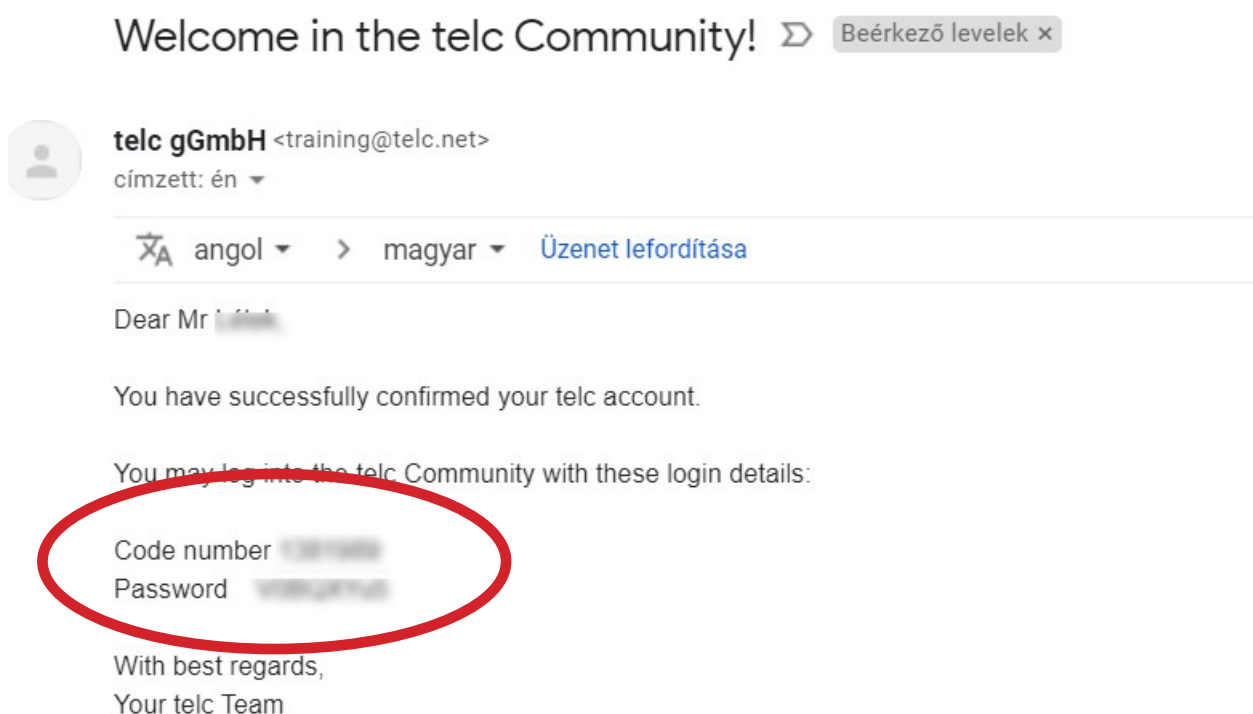 Welcome in the telc Community! Beérkező levelek ×
telc gGmbH <training@telc.net>
címzett: én
angol > magyar Üzenet lefordítása
Dear Mr
You have successfully confirmed your telc account.
You may log into the telc Community with these login details:
Code number
Password
With best regards,
Your telc Team